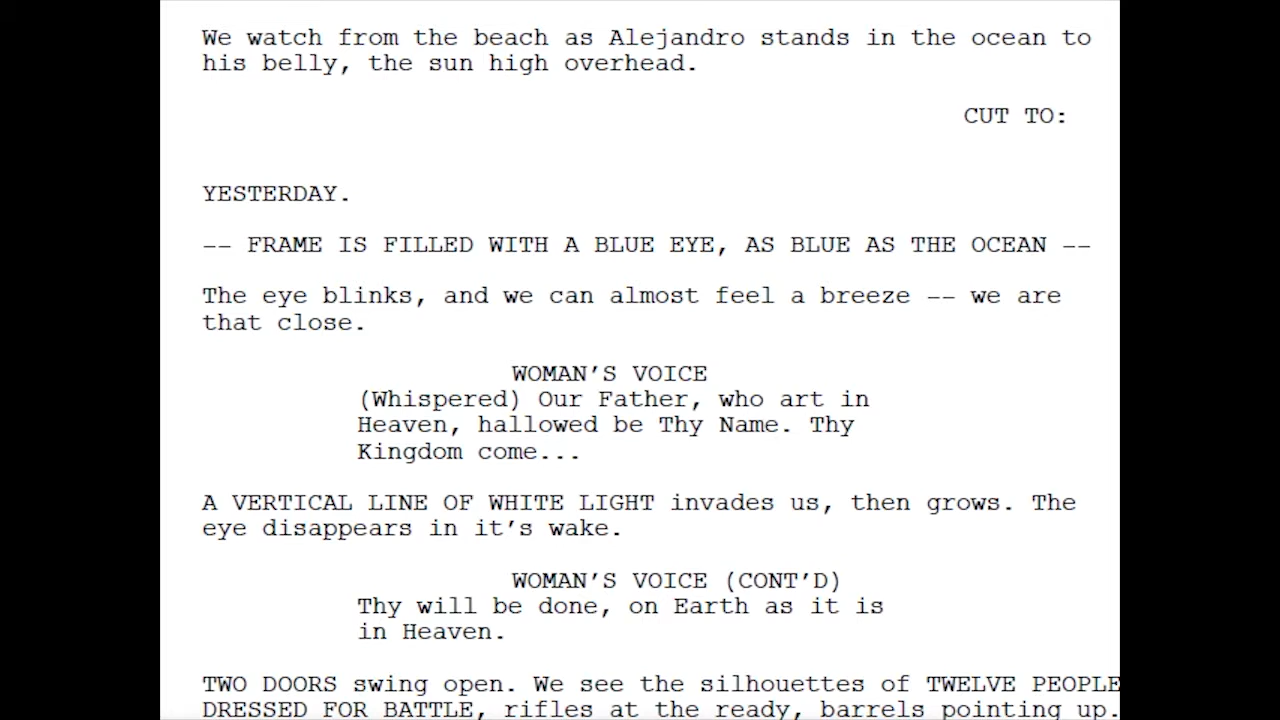 We watch from the beach as Alejandro stands in the ocean to
his belly, the sun high overhead.
CUT TO:
YESTERDAY.
-- FRAME IS FILLED WITH A BLUE EYE, AS BLUE AS THE OCEAN --
The eye blinks, and we can almost feel a breeze -- we are
that close.
WOMAN'S VOICE
(Whispered) Our Father, who art in
Heaven, hallowed be Thy Name. Thy
Kingdom come...
A VERTICAL LINE OF WHITE LIGHT invades us, then grows. The
eye disappears in it's wake.
WOMAN'S VOICE (CONT'D)
Thy will be done, on Earth as it is
in Heaven.
TWO DOORS swing open. We see the silhouettes of TWELVE PEOPLE
DRESSED FOR BATTLE, rifles at the ready, barrels pointing up.